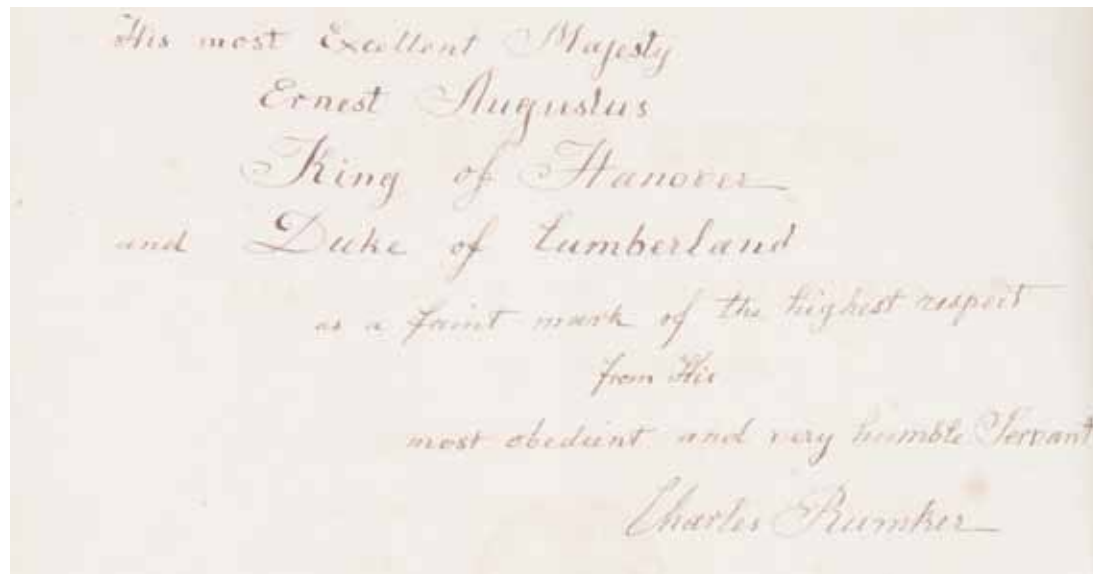 His most Excellent Majesty
Ernest Augustus
King of Hanover
and Duke of Cumberland
as a faint mark of the highest respect
from His
most obedient and very humble Servant
Charles Rumker